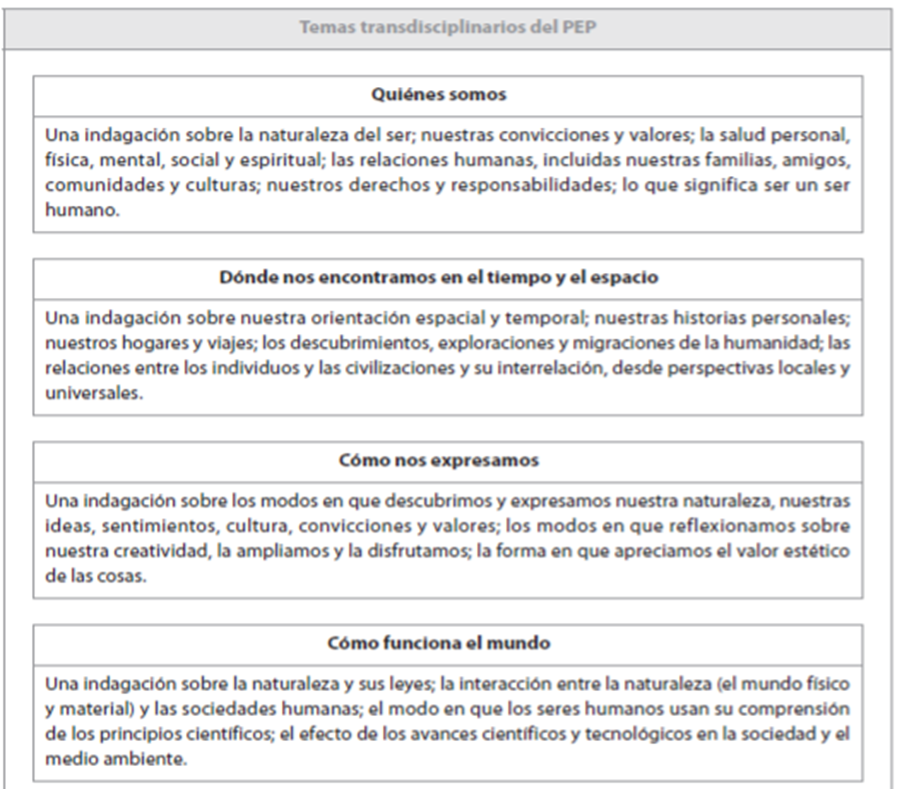 Temas transdisciplinarios del PEP
Quiénes somos
Una indagación sobre la naturaleza del ser; nuestras convicciones y valores; la salud personal,
física, mental, social y espiritual; las relaciones humanas, incluidas nuestras familias, amigos,
comunidades y culturas; nuestros derechos y responsabilidades; lo que significa ser un ser
humano.
Dónde nos encontramos en el tiempo y el espacio
Una indagación sobre nuestra orientación espacial y temporal; nuestras historias personales;
nuestros hogares y viajes; los descubrimientos, exploraciones y migraciones de la humanidad; las
relaciones entre los individuos y las civilizaciones y su interrelación, desde perspectivas locales y
universales.
Cómo nos expresamos
Una indagación sobre los modos en que descubrimos y expresamos nuestra naturaleza, nuestras
ideas, sentimientos, cultura, convicciones y valores; los modos en que reflexionamos sobre
nuestra creatividad, la ampliamos y la disfrutamos; la forma en que apreciamos el valor estético
de las cosas.
Cómo funciona el mundo
Una indagación sobre la naturaleza y sus leyes; la interacción entre la naturaleza (el mundo físico
y material) y las sociedades humanas; el modo en que los seres humanos usan su comprensión
de los principios científicos; el efecto de los avances científicos y tecnológicos en la sociedad y el
medio ambiente.